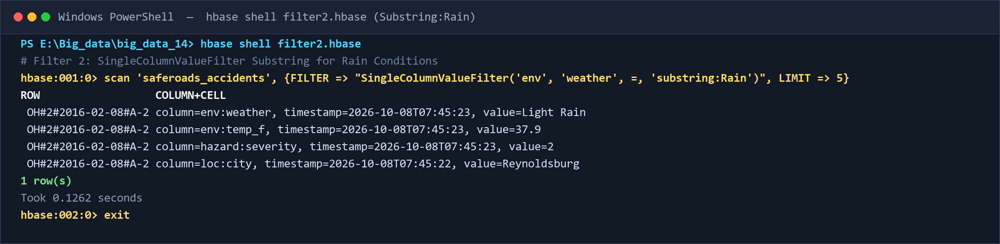 Windows PowerShell  —  hbase shell filter2.hbase (Substring:Rain)
PS E:\Big_data\big_data_14> hbase shell filter2.hbase
# Filter 2: SingleColumnValueFilter Substring for Rain Conditions
hbase:001:0> scan 'saferoads_accidents', {FILTER => "SingleColumnValueFilter('env', 'weather', =, 'substring:Rain')", LIMIT => 5}
ROW                  COLUMN+CELL
 OH#2#2016-02-08#A-2 column=env:weather, timestamp=2026-10-08T07:45:23, value=Light Rain
 OH#2#2016-02-08#A-2 column=env:temp_f, timestamp=2026-10-08T07:45:23, value=37.9
 OH#2#2016-02-08#A-2 column=hazard:severity, timestamp=2026-10-08T07:45:23, value=2
 OH#2#2016-02-08#A-2 column=loc:city, timestamp=2026-10-08T07:45:22, value=Reynoldsburg
1 row(s)
Took 0.1262 seconds
hbase:002:0> exit